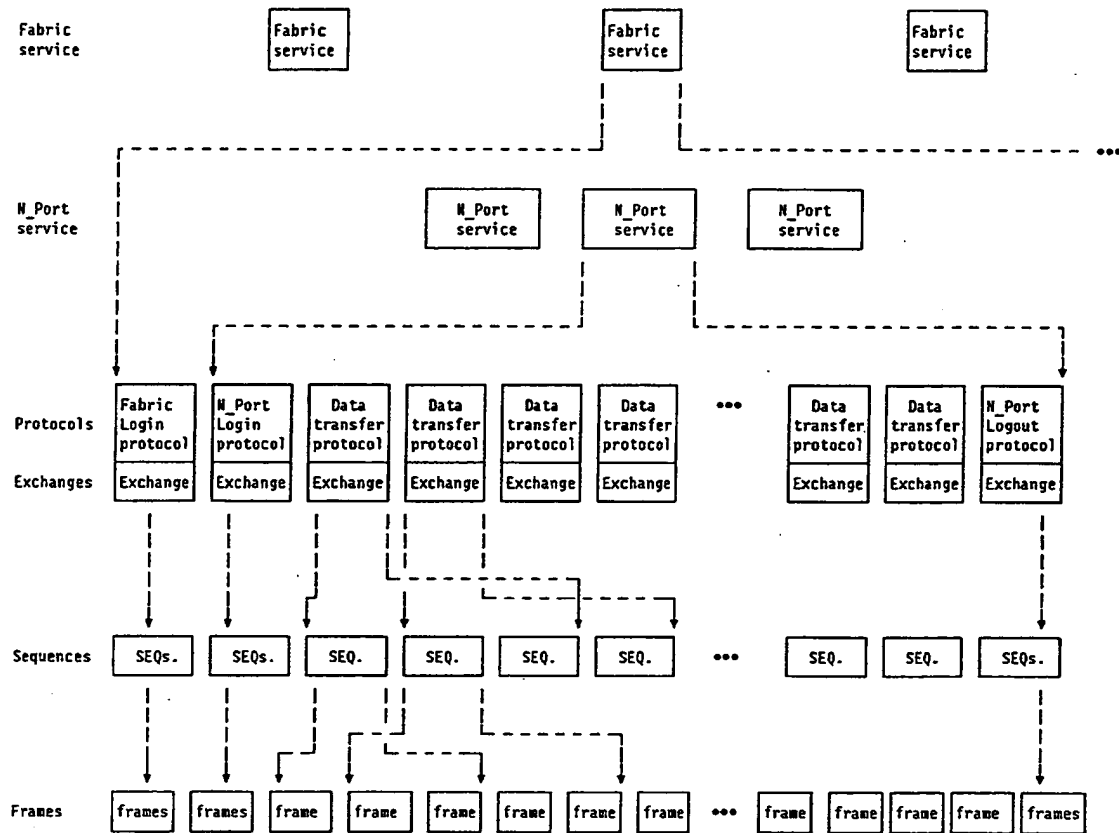 Fabric
service
Fabric
service
Fabric
service
Fabric
service
•••
N_Port
service
N_Port
service
N_Port
service
N_Port
service
Protocols
Fabric
Login
protocol
N_Port
Login
protocol
Data
transfer
protocol
Data
transfer
protocol
Data
transfer
protocol
Data
transfer
protocol
•••
Data
transfer
protocol
Data
transfer
protocol
N_Port
Logout
protocol
Exchanges
Exchange
Exchange
Exchange
Exchange
Exchange
Exchange
Exchange
Exchange
Exchange
Sequences
SEQs.
SEQs.
SEQ.
SEQ.
SEQ.
SEQ.
•••
SEQ.
SEQ.
SEQs.
Frames
frames
frames
frame
frame
frame
frame
frame
frame
•••
frame
frame
frame
frame
frames